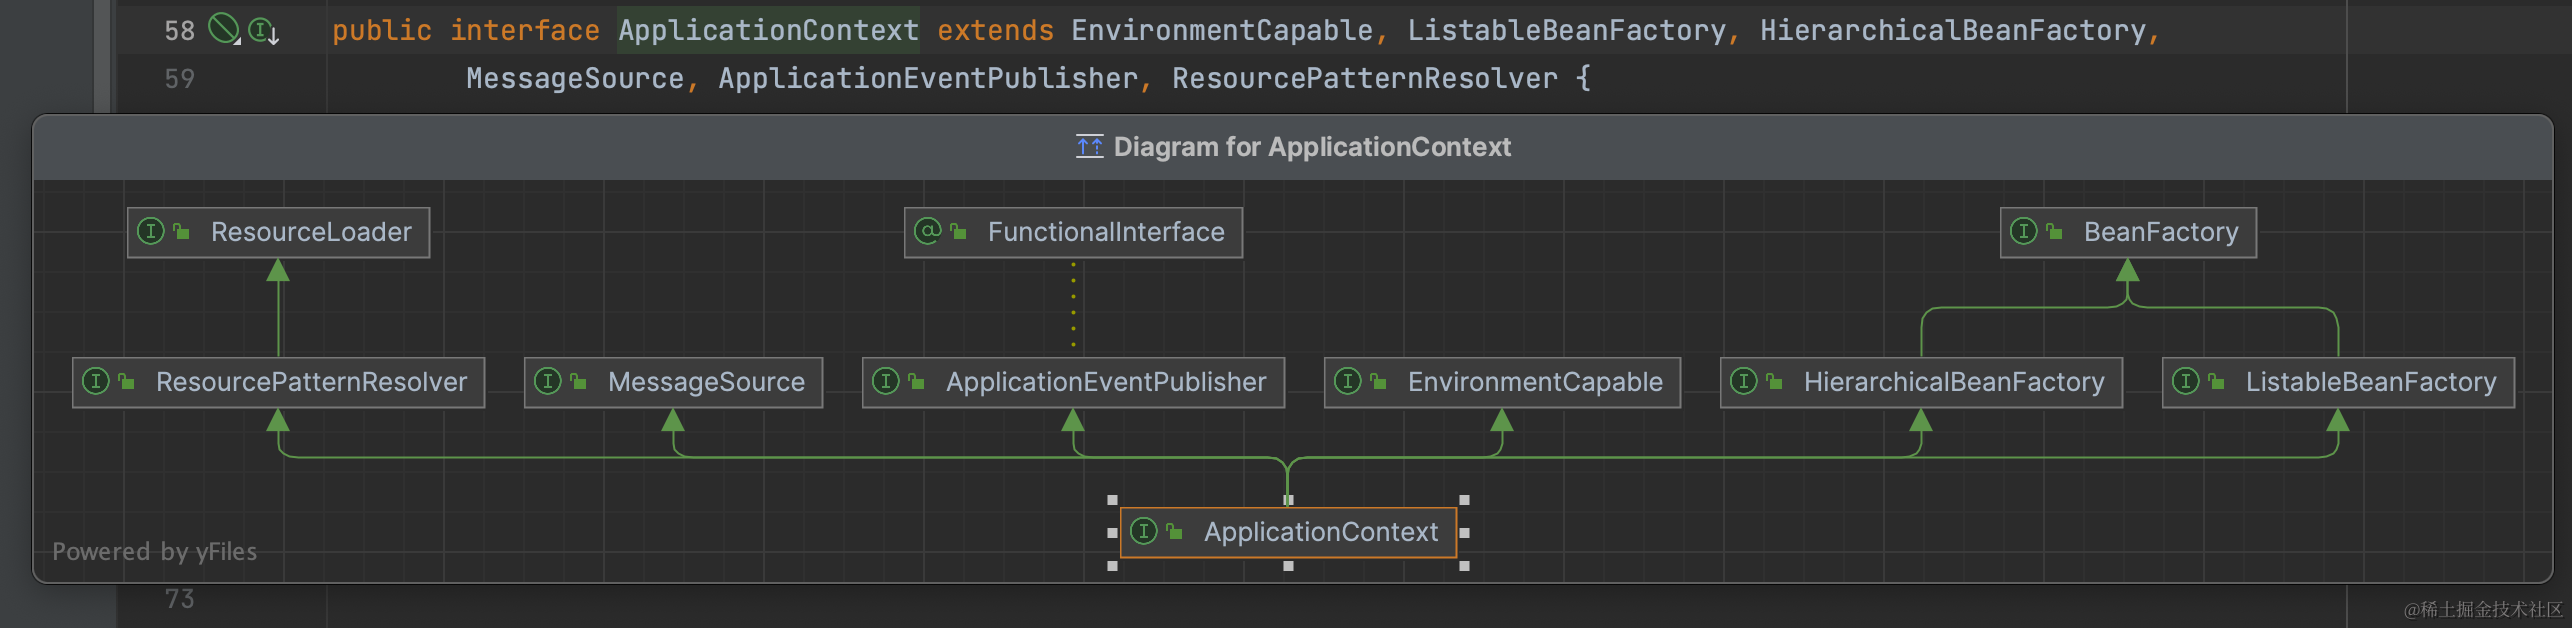 58 public interface ApplicationContext extends EnvironmentCapable, ListableBeanFactory, HierarchicalBeanFactory,
59 MessageSource, ApplicationEventPublisher, ResourcePatternResolver {
Diagram for ApplicationContext
ResourceLoader FunctionalInterface BeanFactory
ResourcePatternResolver MessageSource ApplicationEventPublisher EnvironmentCapable HierarchicalBeanFactory ListableBeanFactory
ApplicationContext
Powered by yFiles
73
@稀土掘金技术社区